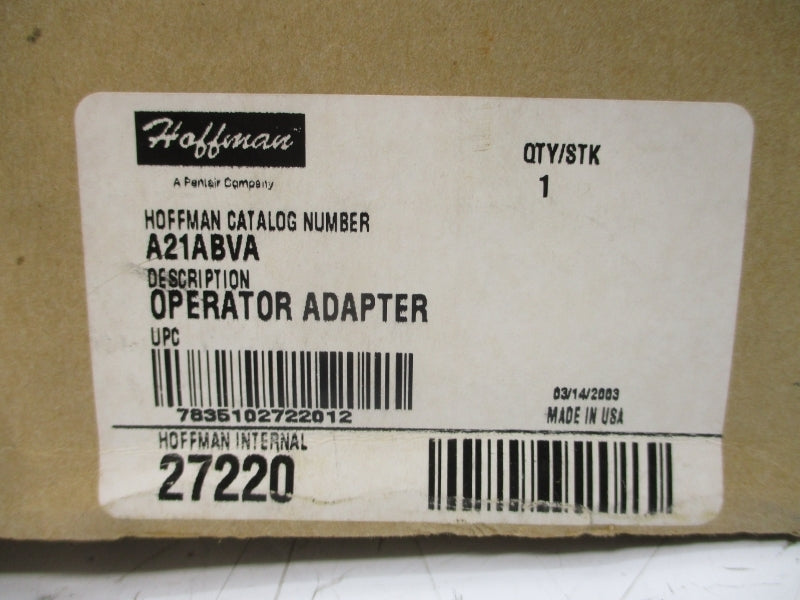 Hoffman
A Pentair Company
QTY/STK
1
HOFFMAN CATALOG NUMBER
A21ABVA
DESCRIPTION
OPERATOR ADAPTER
UPC
7835102722012
03/14/2003
MADE IN USA
HOFFMAN INTERNAL
27220